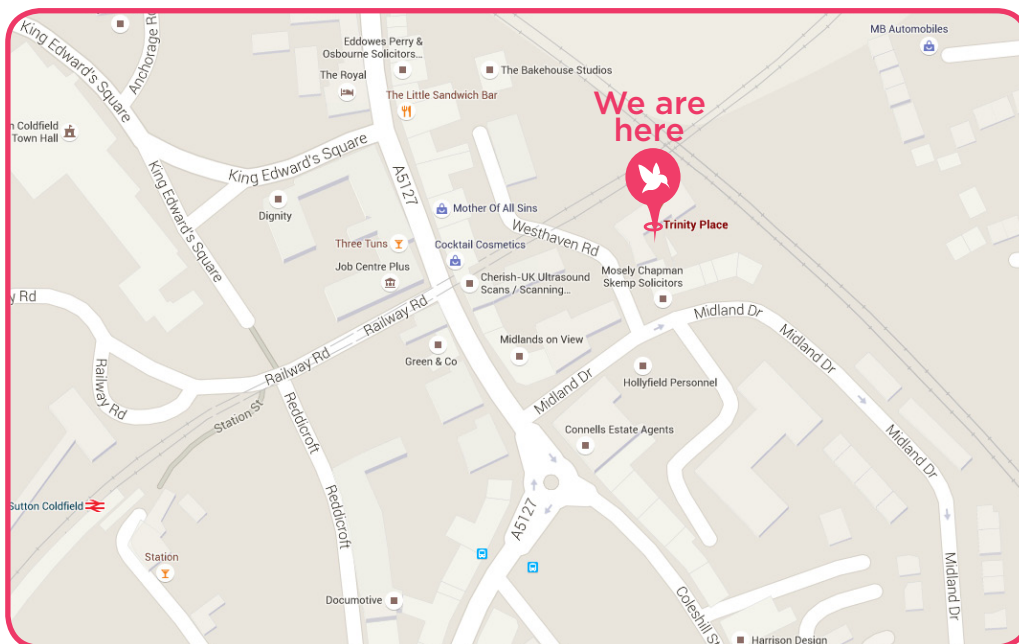 King Edward's Square
Anchorage Rd
Eddowes Perry &
Osbourne Solicitors...
The Royal
The Bakehouse Studios
MB Automobiles
The Little Sandwich Bar
We are
here
n Coldfield
Town Hall
King Edward's Square
King Edward's Square
A5127
Dignity
Mother Of All Sins
Westhaven Rd
Trinity Place
Three Tuns
Cocktail Cosmetics
Job Centre Plus
Cherish-UK Ultrasound
Scans / Scanning...
Mosely Chapman
Skemp Solicitors
y Rd
Railway Rd
Midland Dr
Midlands on View
Green & Co
Railway Rd
Railway Rd
Midland Dr
Hollyfield Personnel
Midland Dr
Station St
Reddicroft
Connells Estate Agents
Midland Dr
Sutton Coldfield
Reddicroft
A5127
Station
Midland Dr
Documotive
Coleshill St
Harrison Design